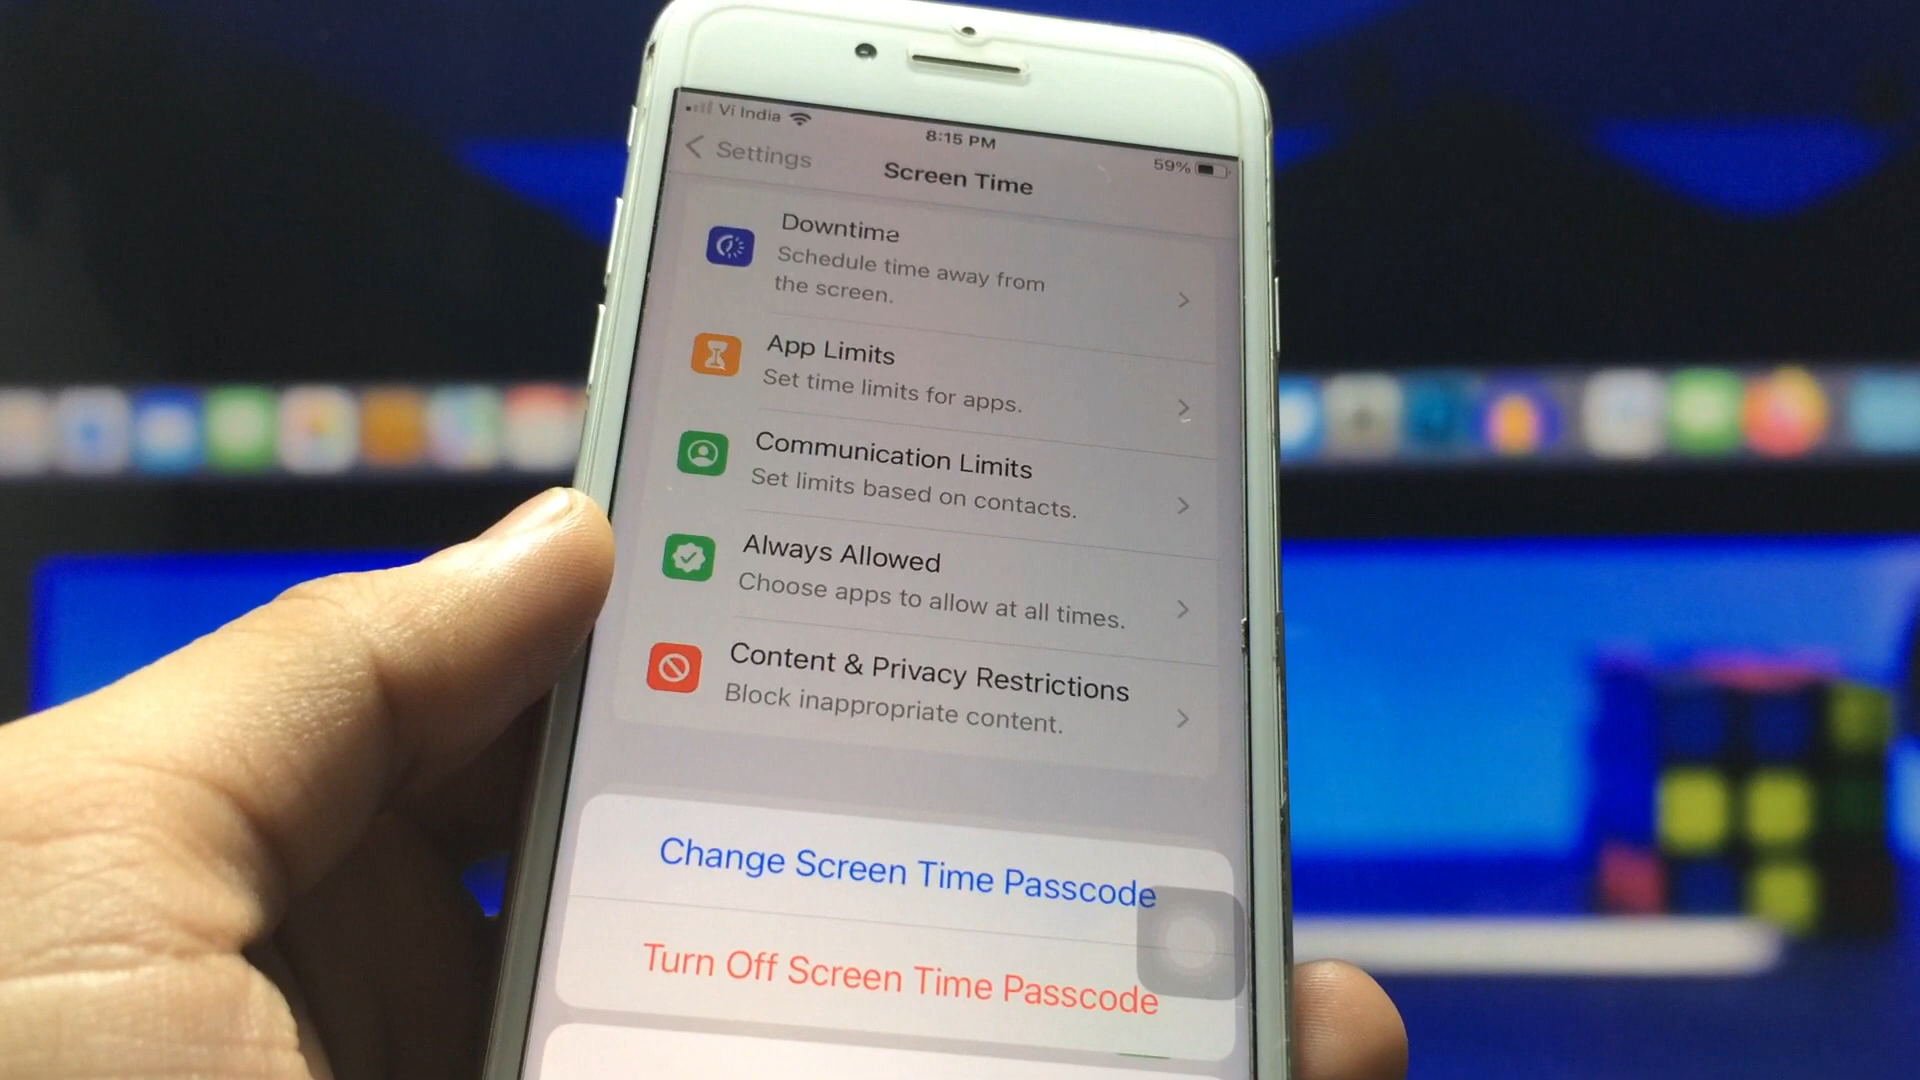 Vi India
8:15 PM
59%
Settings
Screen Time
Downtime
Schedule time away from
the screen.
App Limits
Set time limits for apps.
Communication Limits
Set limits based on contacts.
Always Allowed
Choose apps to allow at all times.
Content & Privacy Restrictions
Block inappropriate content.
Change Screen Time Passcode
Turn Off Screen Time Passcode